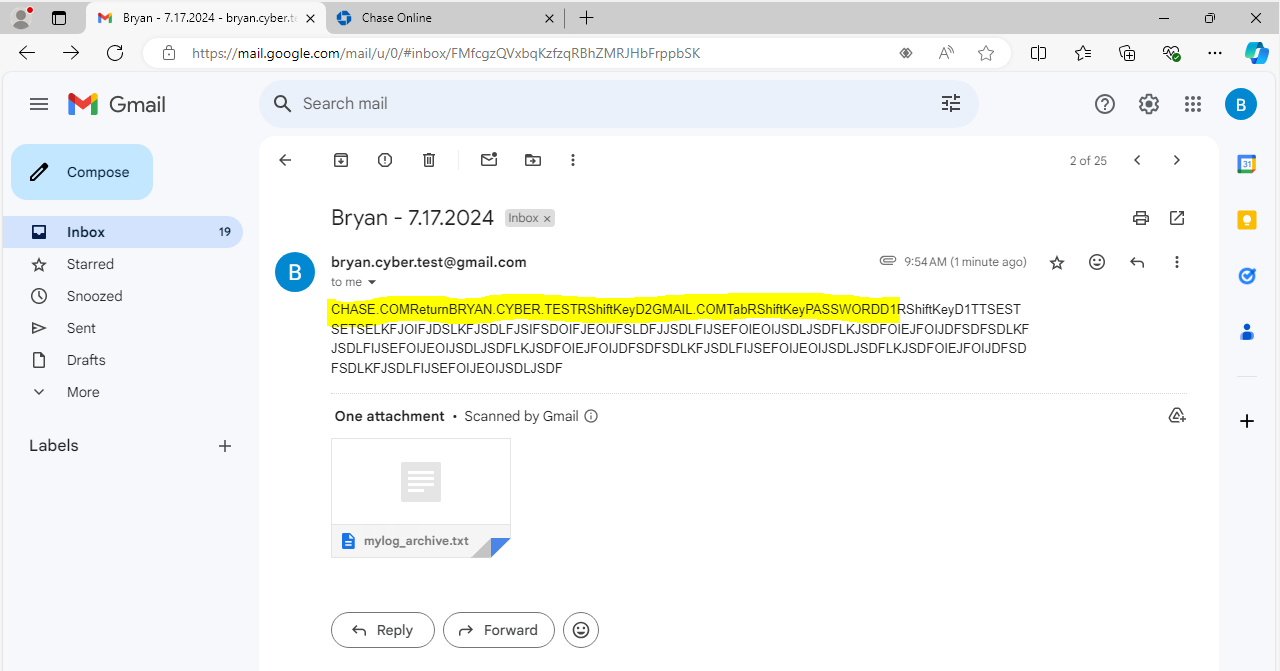 Bryan - 7.17.2024 - bryan.cyber.te
Chase Online
https://mail.google.com/mail/u/0/#inbox/FMfcgzQVxbqKzfzqRBhZMRJHbFrppbSK
Gmail
Search mail
B
Compose
2 of 25
31
Inbox 19
Starred
Snoozed
Sent
Drafts
More
Labels
Bryan - 7.17.2024 Inbox ×
B
bryan.cyber.test@gmail.com
9:54 AM (1 minute ago)
to me
CHASE.COMReturnBRYAN.CYBER.TESTRShiftKeyD2GMAIL.COMTabRShiftKeyPASSWORDD1RShiftKeyD1TTSEST
SETSELKFJOIFJDSLKFJSDLFJSIFSDOIFJEOIJFSLDFJJSDLFIJSEFOIEOIJSDLJSDFLKJSDFOIEJFOIJDFSDFSDLKF
JSDLFIJSEFOIJEOIJSDLJSDFLKJSDFOIEJFOIJDFSDFSDLKFJSDLFIJSEFOIJEOIJSDLJSDFLKJSDFOIEJFOIJDFSD
FSDLKFJSDLFIJSEFOIJEOIJSDLJSDF
One attachment • Scanned by Gmail
mylog_archive.txt
Reply
Forward